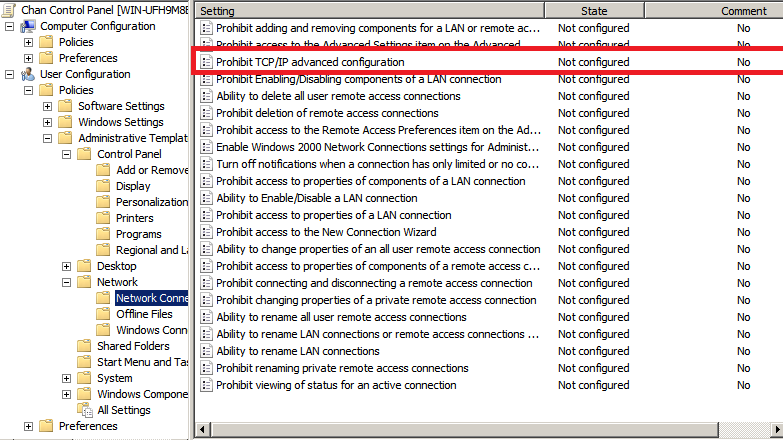 Chan Control Panel [WIN-UFH9M8E
Computer Configuration
Policies
Preferences
User Configuration
Policies
Software Settings
Windows Settings
Administrative Templat
Control Panel
Add or Remove
Display
Personalization
Printers
Programs
Regional and La
Desktop
Network
Network Conne
Offline Files
Windows Conn
Shared Folders
Start Menu and Tas
System
Windows Compone
All Settings
Preferences
Setting State Comment
Prohibit adding and removing components for a LAN or remote ac... Not configured No
Prohibit access to the Advanced Settings item on the Advanced Not configured No
Prohibit TCP/IP advanced configuration Not configured No
Prohibit Enabling/Disabling components of a LAN connection Not configured No
Ability to delete all user remote access connections Not configured No
Prohibit deletion of remote access connections Not configured No
Prohibit access to the Remote Access Preferences item on the Ad... Not configured No
Enable Windows 2000 Network Connections settings for Administ... Not configured No
Turn off notifications when a connection has only limited or no co... Not configured No
Prohibit access to properties of components of a LAN connection Not configured No
Ability to Enable/Disable a LAN connection Not configured No
Prohibit access to properties of a LAN connection Not configured No
Prohibit access to the New Connection Wizard Not configured No
Ability to change properties of an all user remote access connection Not configured No
Prohibit access to properties of components of a remote access c... Not configured No
Prohibit connecting and disconnecting a remote access connection Not configured No
Prohibit changing properties of a private remote access connection Not configured No
Ability to rename all user remote access connections Not configured No
Ability to rename LAN connections or remote access connections ... Not configured No
Ability to rename LAN connections Not configured No
Prohibit renaming private remote access connections Not configured No
Prohibit viewing of status for an active connection Not configured No